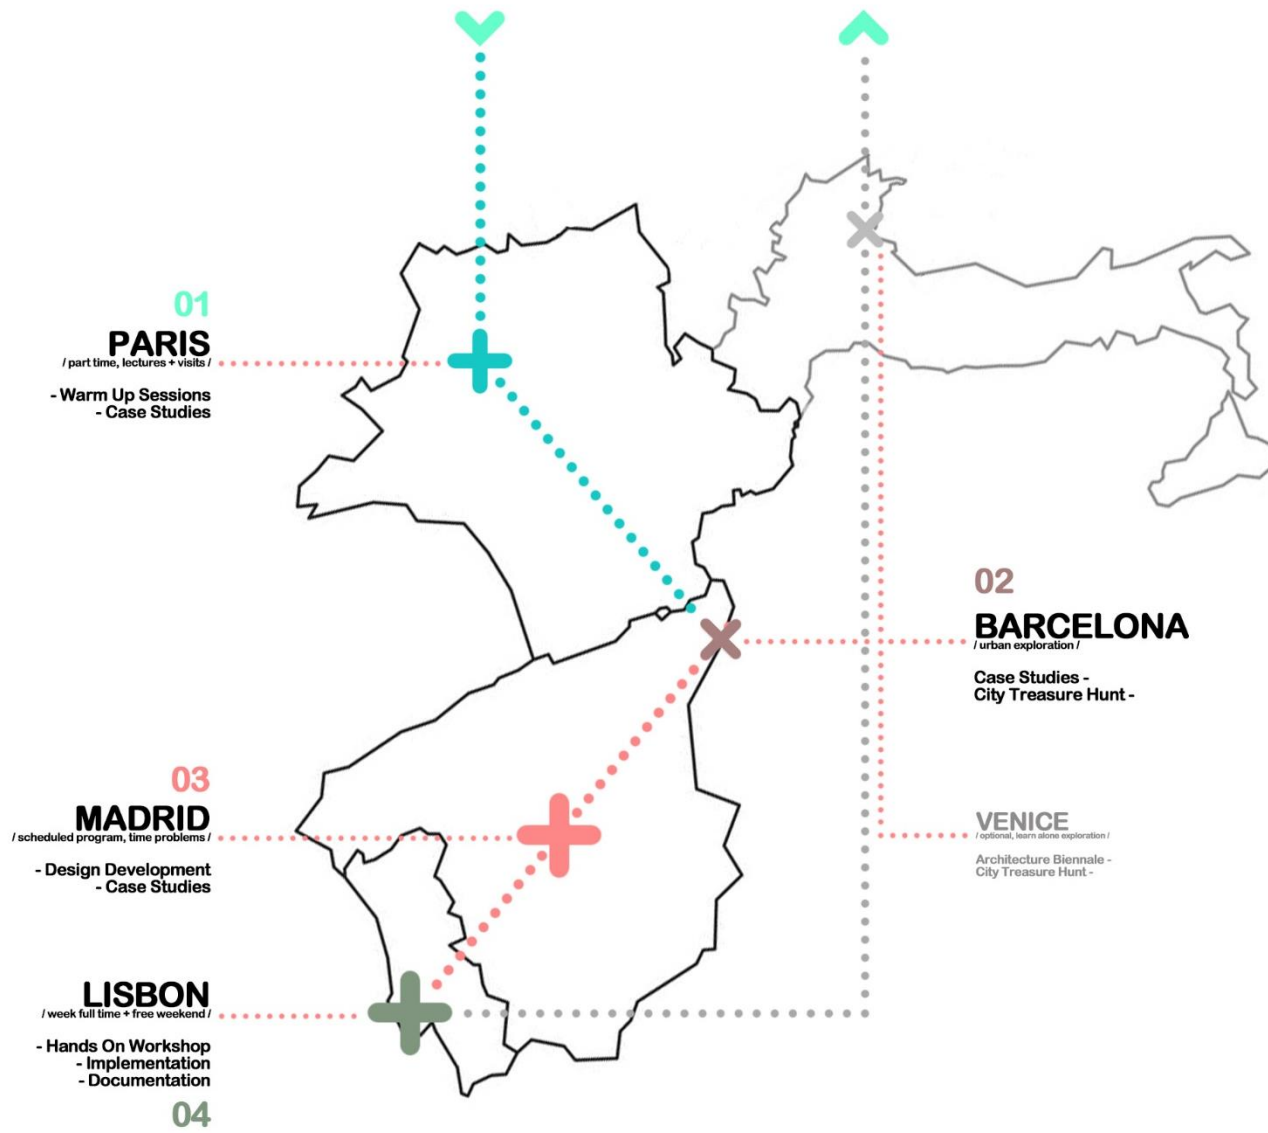 01
PARIS
/ part time, lectures + visits /
- Warm Up Sessions
- Case Studies
02
BARCELONA
/ urban exploration /
Case Studies -
City Treasure Hunt -
03
MADRID
/ scheduled program, time problems /
- Design Development
- Case Studies
VENICE
/ optional, learn alone exploration /
Architecture Biennale -
City Treasure Hunt -
LISBON
/ week full time + free weekend /
- Hands On Workshop
- Implementation
- Documentation
04